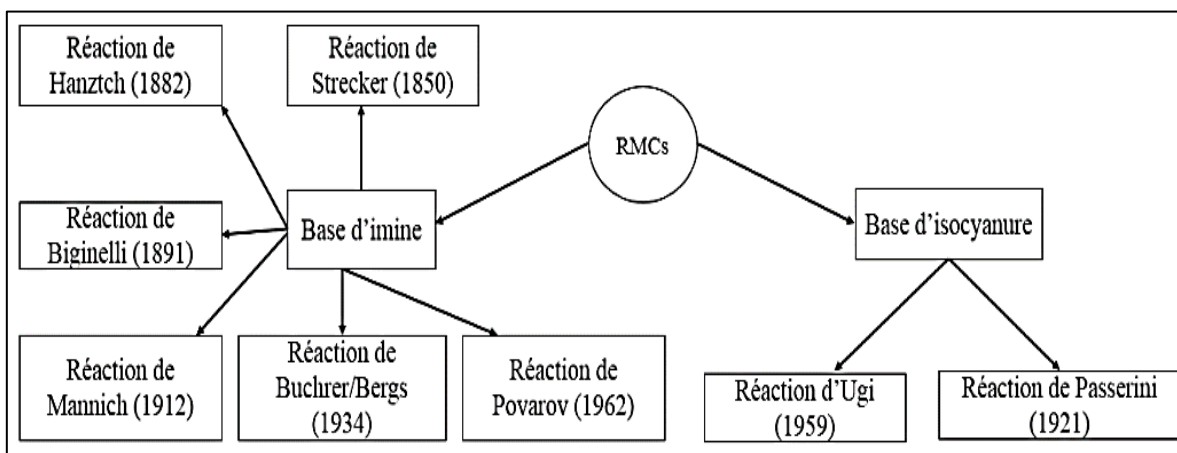 Réaction de
Hanztch (1882)
Réaction de
Strecker (1850)
RMCs
Réaction de
Biginelli (1891)
Base d'imine
Base d'isocyanure
Réaction de
Mannich (1912)
Réaction de
Buchrer/Bergs
(1934)
Réaction de
Povarov (1962)
Réaction d'Ugi
(1959)
Réaction de Passerini
(1921)